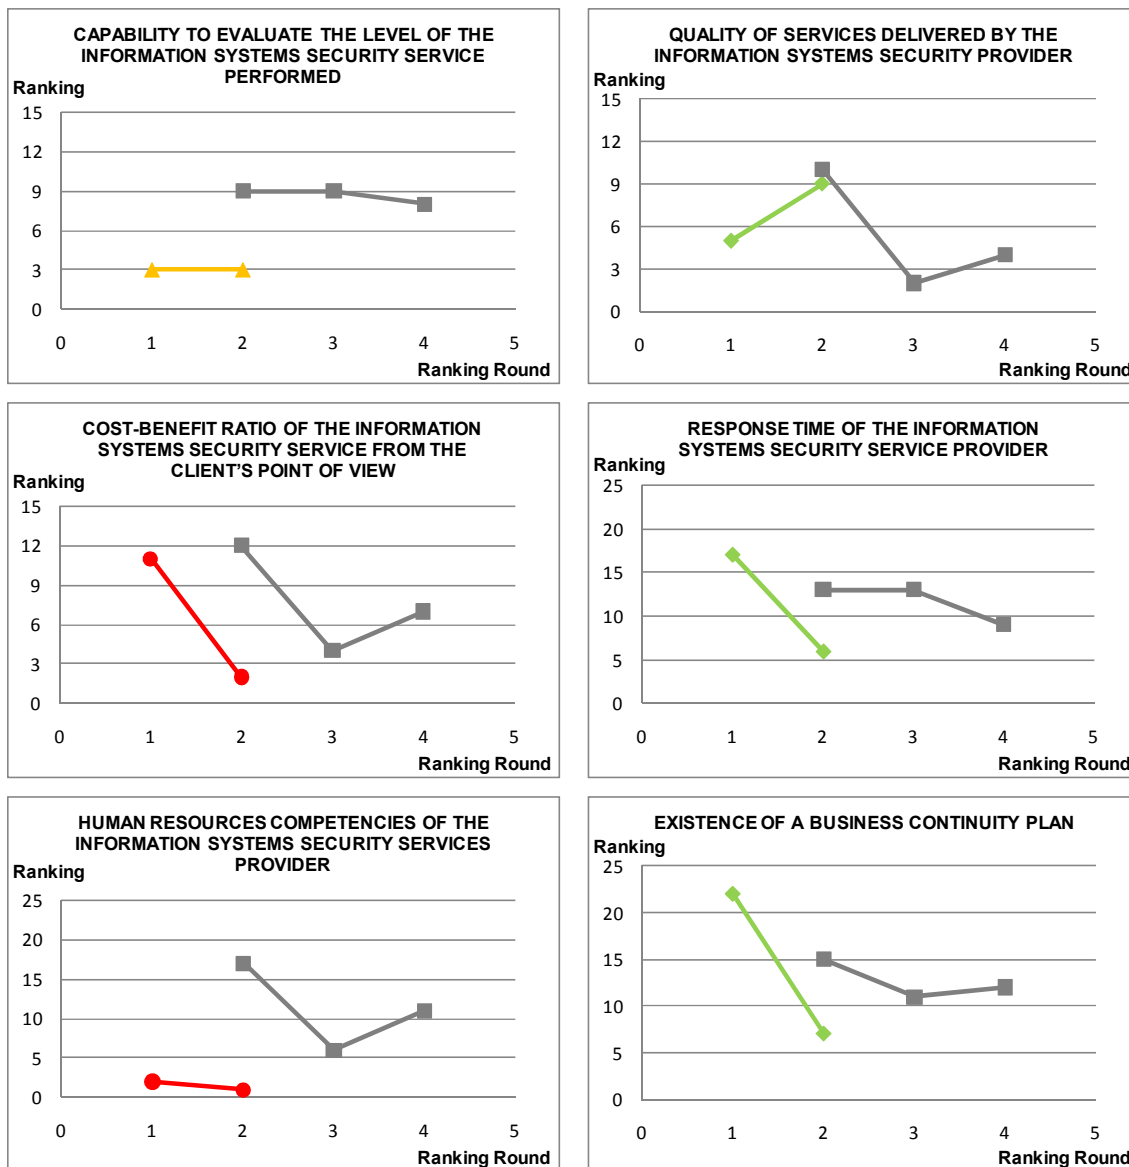 CAPABILITY TO EVALUATE THE LEVEL OF THE
INFORMATION SYSTEMS SECURITY SERVICE
PERFORMED
Ranking
15
12
9
6
3
0
0 1 2 3 4 5
Ranking Round
QUALITY OF SERVICES DELIVERED BY THE
INFORMATION SYSTEMS SECURITY PROVIDER
Ranking
15
12
9
6
3
0
0 1 2 3 4 5
Ranking Round
COST-BENEFIT RATIO OF THE INFORMATION
SYSTEMS SECURITY SERVICE FROM THE
CLIENT'S POINT OF VIEW
Ranking
15
12
9
6
3
0
0 1 2 3 4 5
Ranking Round
RESPONSE TIME OF THE INFORMATION
SYSTEMS SECURITY SERVICE PROVIDER
Ranking
25
20
15
10
5
0
0 1 2 3 4 5
Ranking Round
HUMAN RESOURCES COMPETENCIES OF THE
INFORMATION SYSTEMS SECURITY SERVICES
PROVIDER
Ranking
25
20
15
10
5
0
0 1 2 3 4 5
Ranking Round
EXISTENCE OF A BUSINESS CONTINUITY PLAN
Ranking
25
20
15
10
5
0
0 1 2 3 4 5
Ranking Round